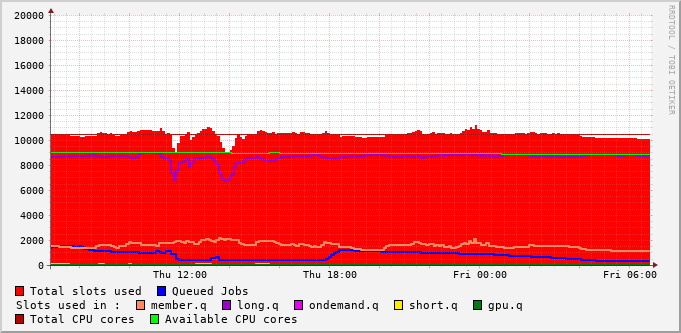 20000
18000
16000
14000
12000
10000
8000
6000
4000
2000
0
Thu 12:00 Thu 18:00 Fri 00:00 Fri 06:00
RRDTOOL / TOBI OETIKER
Total slots used Queued Jobs
Slots used in : member.q long.q ondemand.q short.q gpu.q
Total CPU cores Available CPU cores